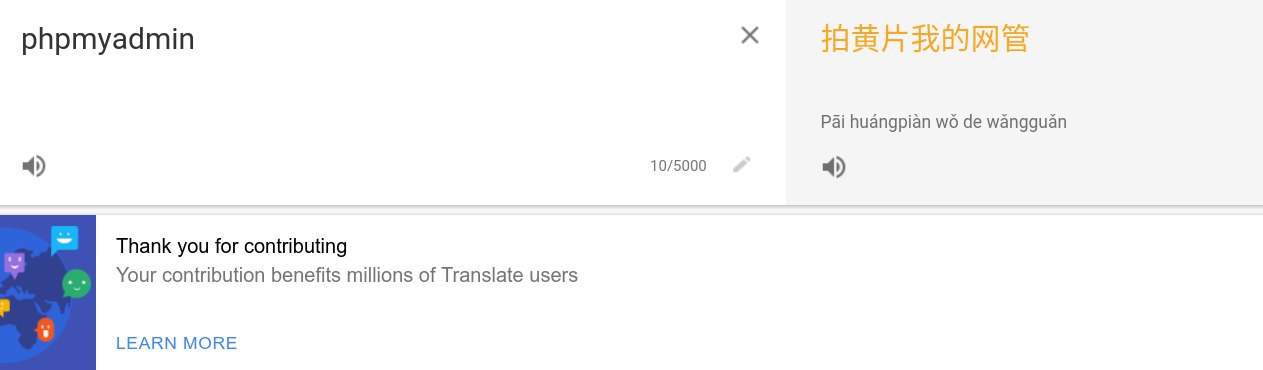 phpmyadmin
拍黄片我的网管
Pāi huángpiàn wǒ de wǎngguǎn
10/5000
Thank you for contributing
Your contribution benefits millions of Translate users
LEARN MORE